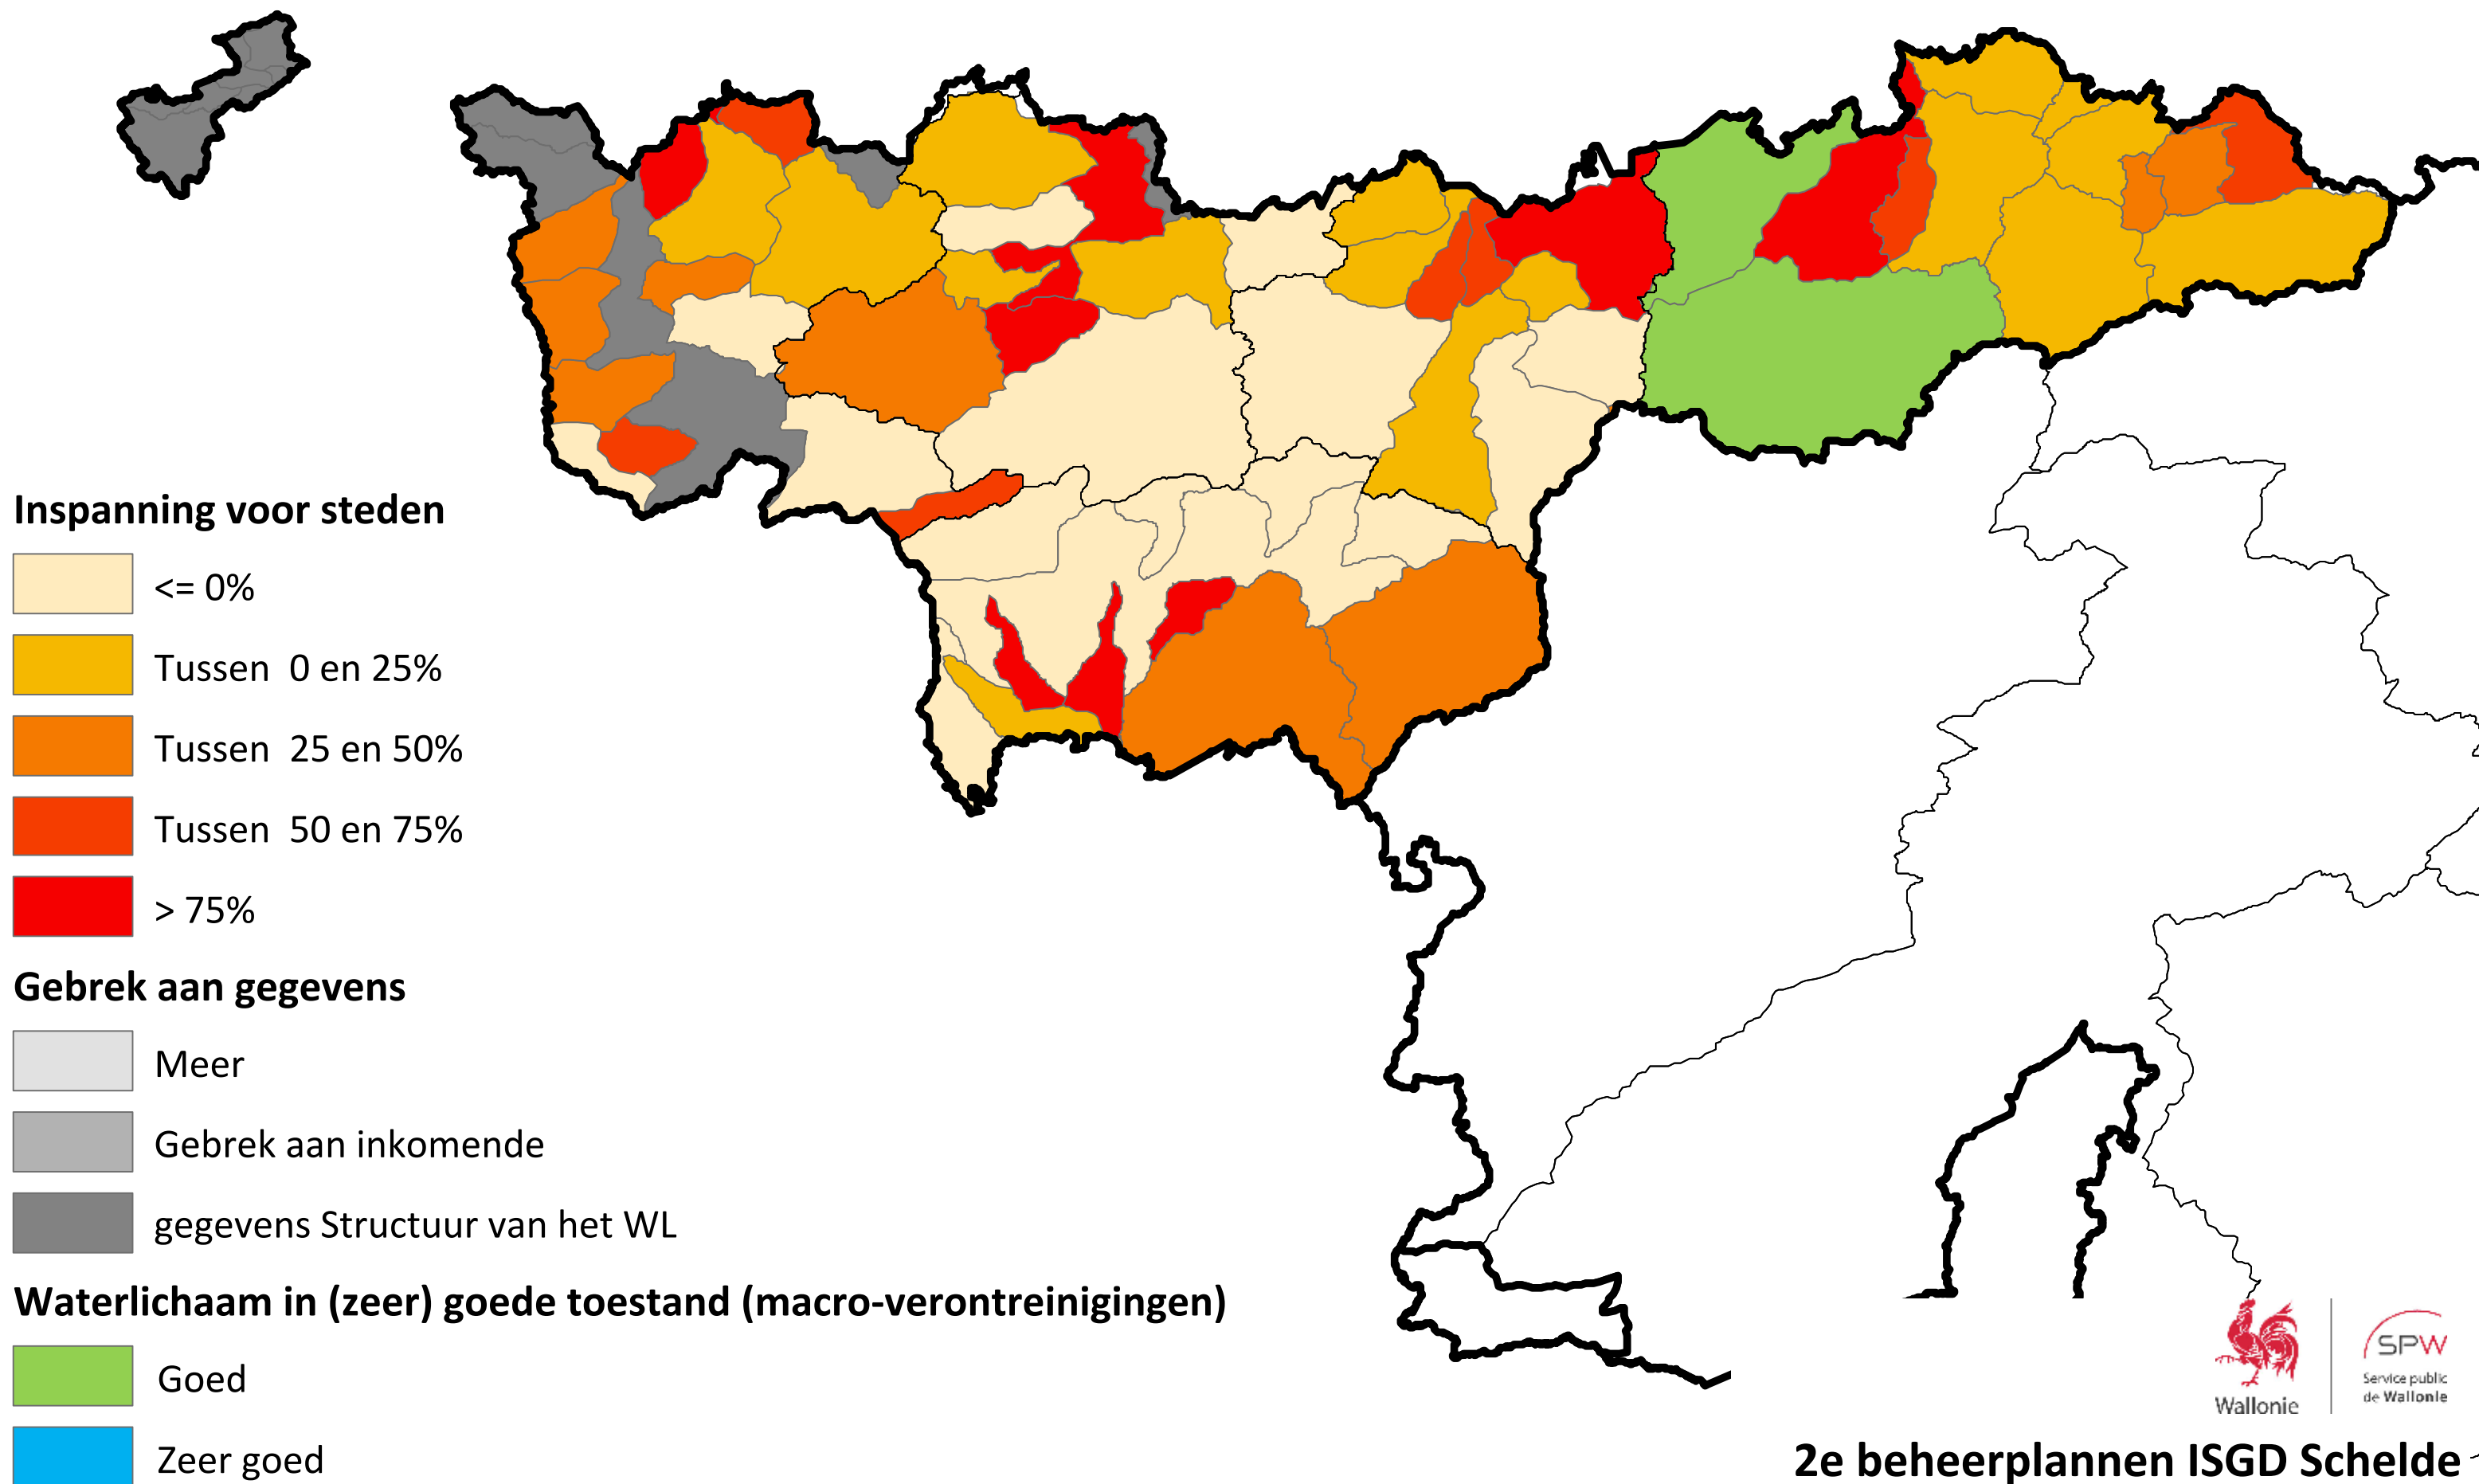 Inspanning voor steden
<= 0%
Tussen 0 en 25%
Tussen 25 en 50%
Tussen 50 en 75%
> 75%
Gebrek aan gegevens
Meer
Gebrek aan inkomende
gegevens Structuur van het WL
Waterlichaam in (zeer) goede toestand (macro-verontreinigingen)
Goed
Zeer goed
Wallonie
SPW
Service public
de Wallonie
2e beheerplannen ISGD Schelde